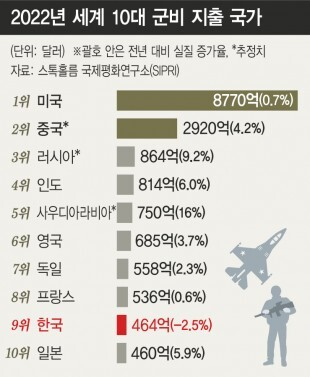 2022년 세계 10대 군비 지출 국가
(단위: 달러) ※괄호 안은 전년 대비 실질 증가율, *추정치
자료: 스톡홀름 국제평화연구소(SIPRI)
1위 미국 8770억(0.7%)
2위 중국* 2920억(4.2%)
3위 러시아* 864억(9.2%)
4위 인도 814억(6.0%)
5위 사우디아라비아* 750억(16%)
6위 영국 685억(3.7%)
7위 독일 558억(2.3%)
8위 프랑스 536억(0.6%)
9위 한국 464억(-2.5%)
10위 일본 460억(5.9%)